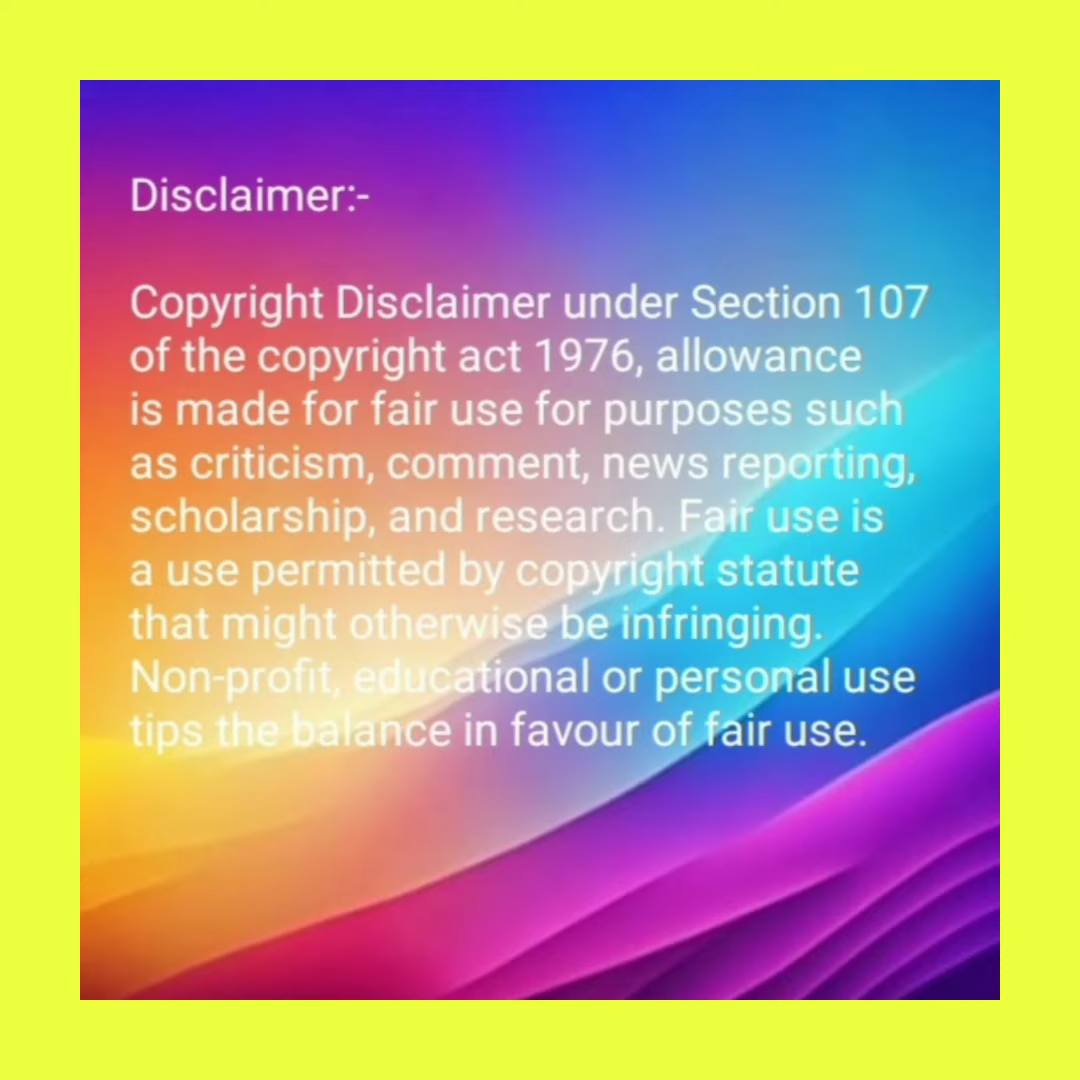 Disclaimer:-
Copyright Disclaimer under Section 107
of the copyright act 1976, allowance
is made for fair use for purposes such
as criticism, comment, news reporting,
scholarship, and research. Fair use is
a use permitted by copyright statute
that might otherwise be infringing.
Non-profit, educational or personal use
tips the balance in favour of fair use.